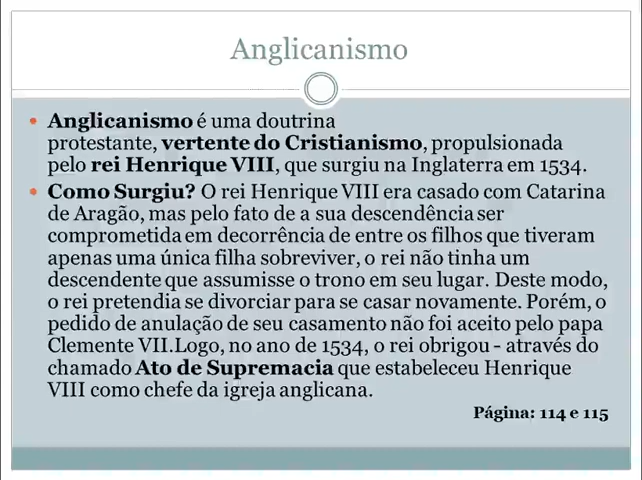 Anglicanismo
• Anglicanismo é uma doutrina
protestante, vertente do Cristianismo, propulsionada
pelo rei Henrique VIII, que surgiu na Inglaterra em 1534.
• Como Surgiu? O rei Henrique VIII era casado com Catarina
de Aragão, mas pelo fato de a sua descendência ser
comprometida em decorrência de entre os filhos que tiveram
apenas uma única filha sobreviver, o rei não tinha um
descendente que assumisse o trono em seu lugar. Deste modo,
o rei pretendia se divorciar para se casar novamente. Porém, o
pedido de anulação de seu casamento não foi aceito pelo papa
Clemente VII.Logo, no ano de 1534, o rei obrigou - através do
chamado Ato de Supremacia que estabeleceu Henrique
VIII como chefe da igreja anglicana.
Página: 114 e 115